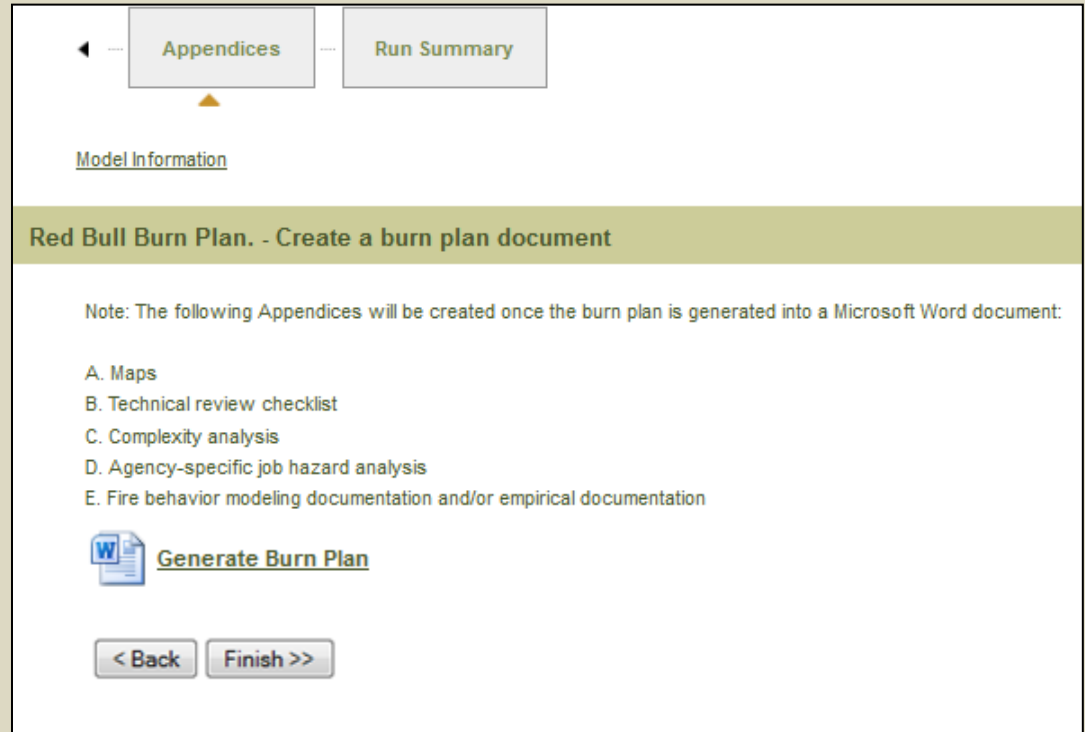 Appendices
Run Summary
Model Information
Red Bull Burn Plan. - Create a burn plan document
Note: The following Appendices will be created once the burn plan is generated into a Microsoft Word document:
A. Maps
B. Technical review checklist
C. Complexity analysis
D. Agency-specific job hazard analysis
E. Fire behavior modeling documentation and/or empirical documentation
W
Generate Burn Plan
< Back
Finish >>